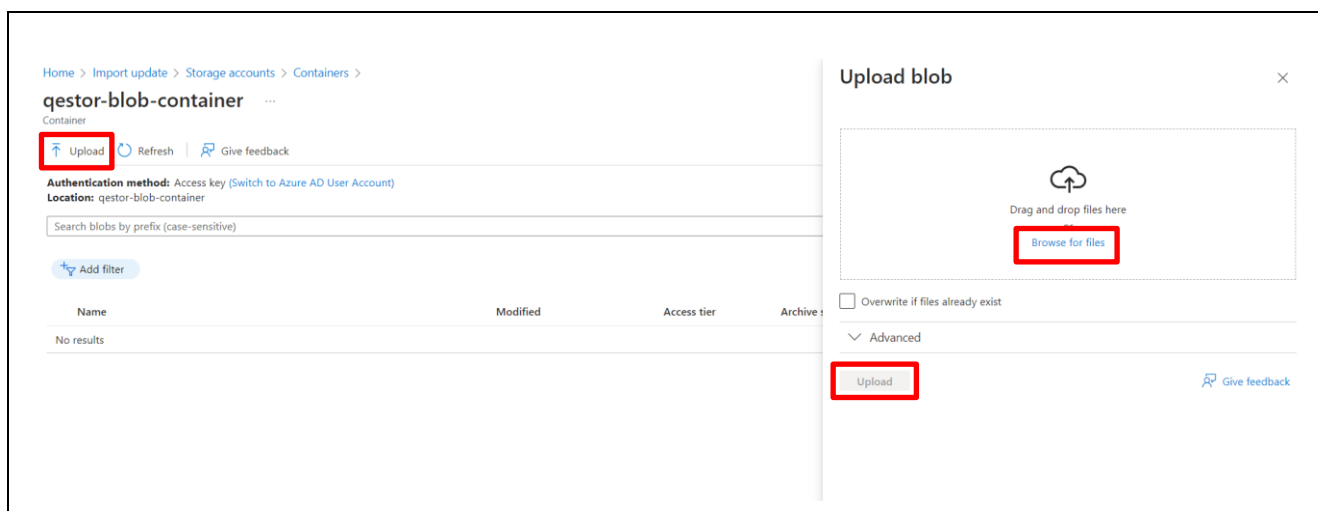 Home > Import update > Storage accounts > Containers >
qestor-blob-container ...
Container
Upload Refresh Give feedback
Authentication method: Access key (Switch to Azure AD User Account)
Location: qestor-blob-container
Search blobs by prefix (case-sensitive)
Add filter
Name Modified Access tier Archive
No results
Upload blob
Drag and drop files here
Browse for files
Overwrite if files already exist
Advanced
Upload Give feedback